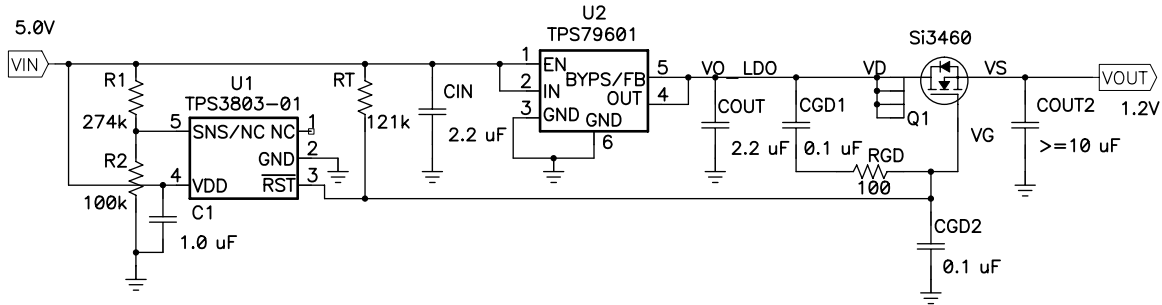 5.0V
VIN
R1
274k
R2
100k
U1
TPS3803-01
5 SNS/NC NC 1
GND 2
4 VDD RST 3
C1
1.0 uF
RT
121k
CIN
2.2 uF
U2
TPS79601
1 EN
2 IN
3 GND
BYPS/FB 5
OUT 4
GND
6
VO_LDO
COUT
2.2 uF
CGD1
0.1 uF
RGD
100
VD
Q1
Si3460
VS
VG
COUT2
>=10 uF
VOUT
1.2V
CGD2
0.1 uF